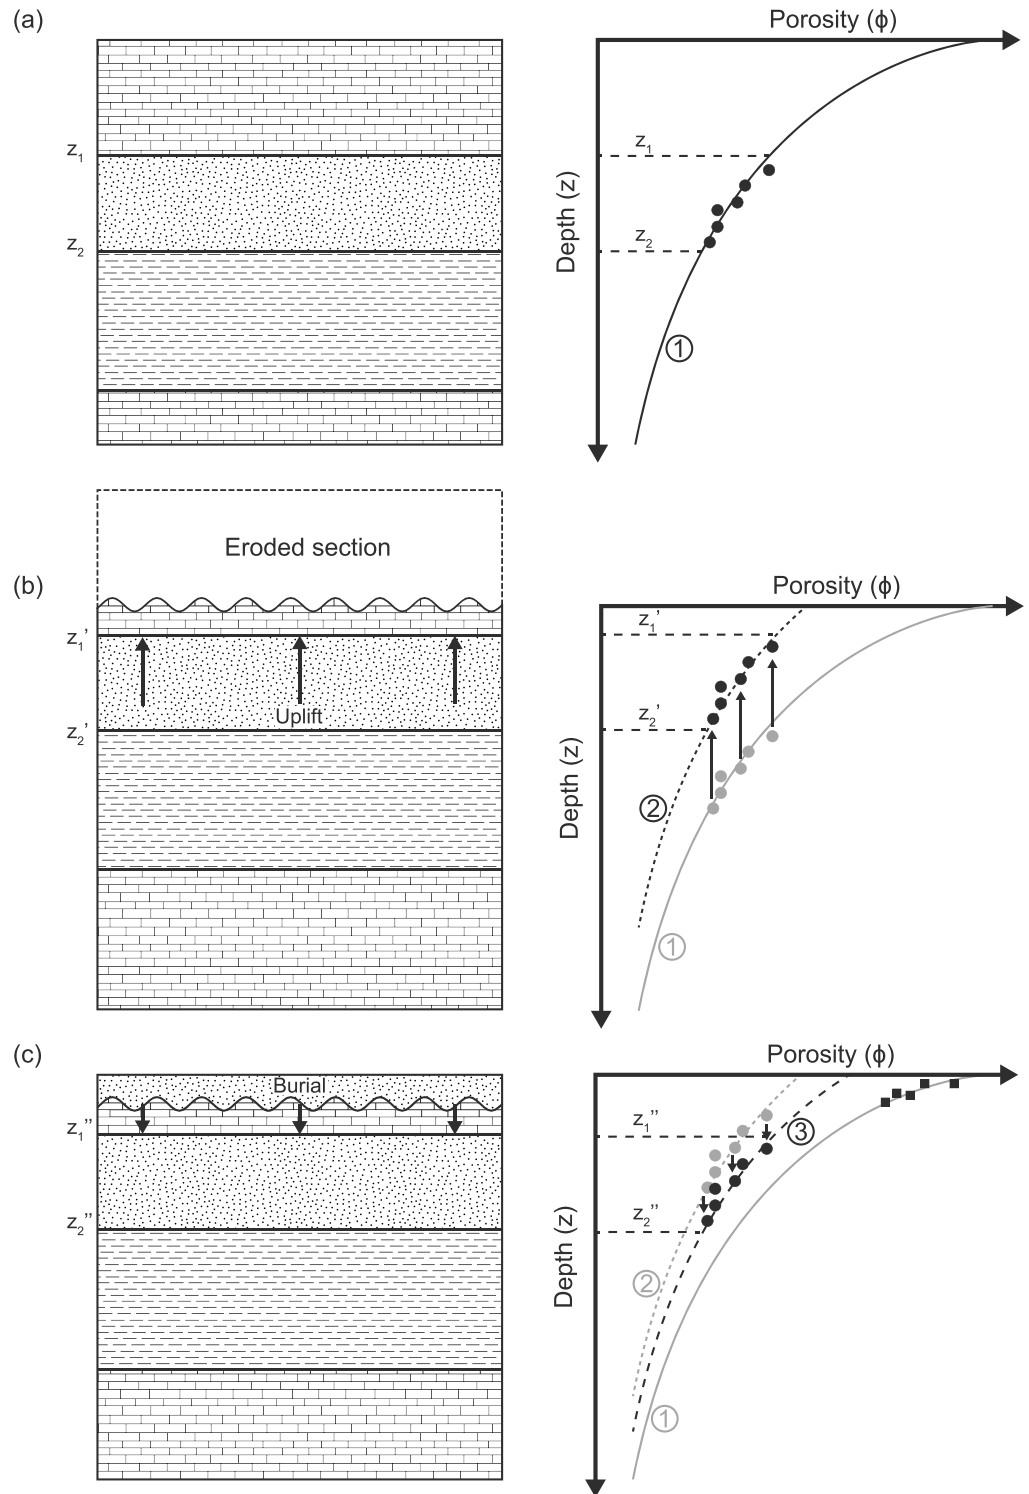 (a)
Porosity (ϕ)
z₁
z₂
z₁
z₂
Depth (z)
①
Eroded section
(b)
Porosity (ϕ)
z₁’
Uplift
z₂’
z₁’
z₂’
Depth (z)
②
①
(c)
Porosity (ϕ)
Burial
z₁’’
z₂’’
z₁’’
③
z₂’’
Depth (z)
②
①